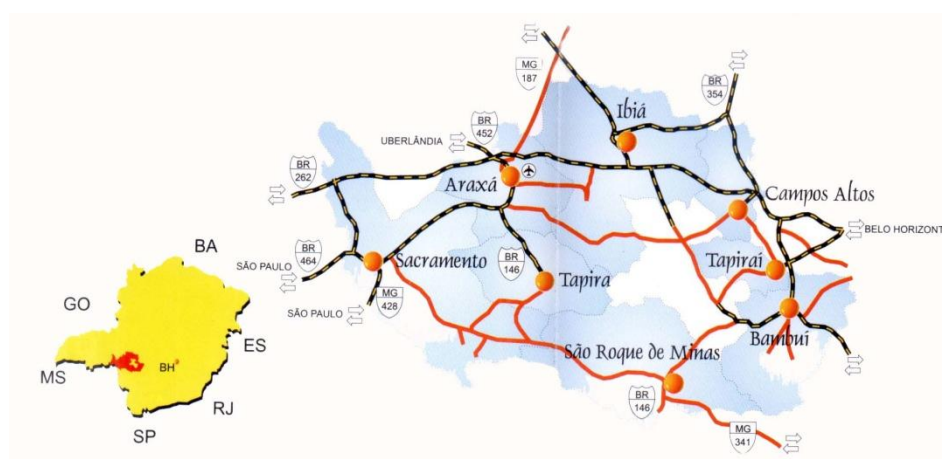 MG
187
Ibiá
BR
354
BR
452
UBERLÂNDIA
BR
262
Araxá
Campos Altos
BELO HORIZONT
BR
464
SÃO PAULO
Sacramento
BR
146
Tapira
Tapiraí
MG
428
SÃO PAULO
Bambuí
São Roque de Minas
BR
146
MG
341
BA
GO
ES
MS
BH
RJ
SP